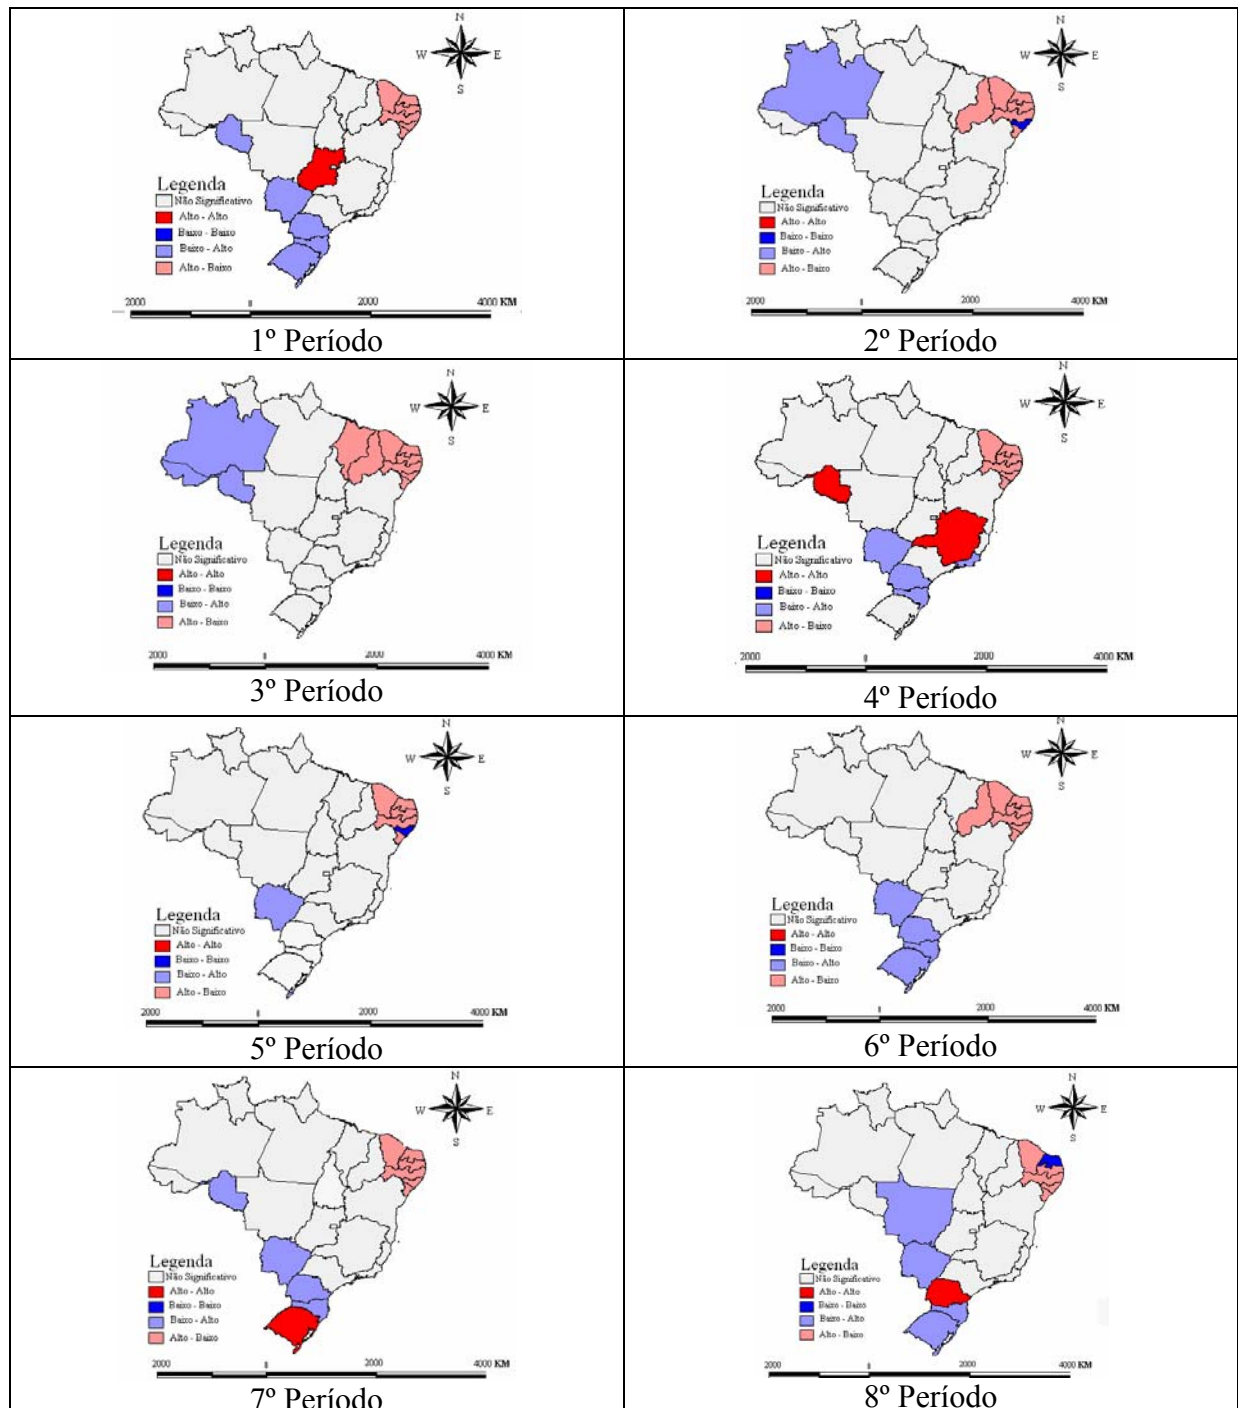 N
W E
S
Legenda
Não Significativo
Alto - Alto
Baixo - Baixo
Baixo - Alto
Alto - Baixo
2000 0 2000 4000 KM
1º Período
N
W E
S
Legenda
Não Significativo
Alto - Alto
Baixo - Baixo
Baixo - Alto
Alto - Baixo
2000 0 2000 4000 KM
2º Período
N
W E
S
Legenda
Não Significativo
Alto - Alto
Baixo - Baixo
Baixo - Alto
Alto - Baixo
2000 0 2000 4000 KM
3º Período
N
W E
S
Legenda
Não Significativo
Alto - Alto
Baixo - Baixo
Baixo - Alto
Alto - Baixo
2000 0 2000 4000 KM
4º Período
N
W E
S
Legenda
Não Significativo
Alto - Alto
Baixo - Baixo
Baixo - Alto
Alto - Baixo
2000 0 2000 4000 KM
5º Período
N
W E
S
Legenda
Não Significativo
Alto - Alto
Baixo - Baixo
Baixo - Alto
Alto - Baixo
2000 0 2000 4000 KM
6º Período
N
W E
S
Legenda
Não Significativo
Alto - Alto
Baixo - Baixo
Baixo - Alto
Alto - Baixo
2000 0 2000 4000 KM
7º Período
N
W E
S
Legenda
Não Significativo
Alto - Alto
Baixo - Baixo
Baixo - Alto
Alto - Baixo
2000 0 2000 4000 KM
8º Período